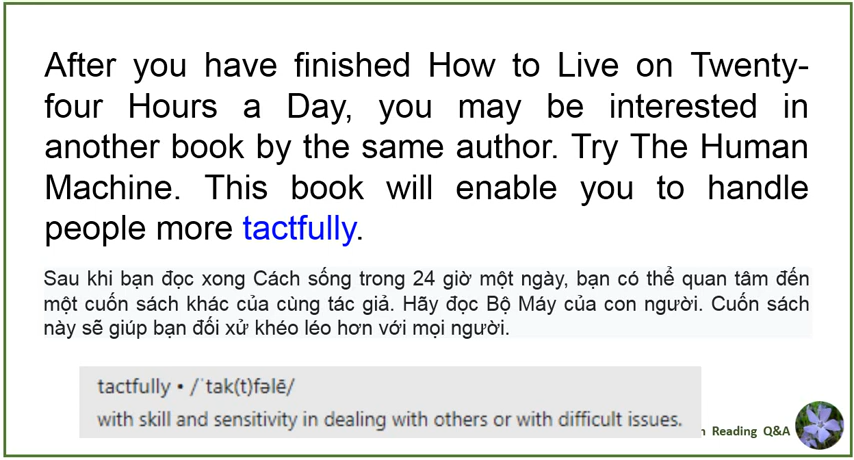 After you have finished How to Live on Twenty-
four Hours a Day, you may be interested in
another book by the same author. Try The Human
Machine. This book will enable you to handle
people more tactfully.
Sau khi bạn đọc xong Cách sống trong 24 giờ một ngày, bạn có thể quan tâm đến
một cuốn sách khác của cùng tác giả. Hãy đọc Bộ Máy của con người. Cuốn sách
này sẽ giúp bạn đối xử khéo léo hơn với mọi người.
tactfully • /ˈtak(t)fəlē/
with skill and sensitivity in dealing with others or with difficult issues.
Reading Q&A